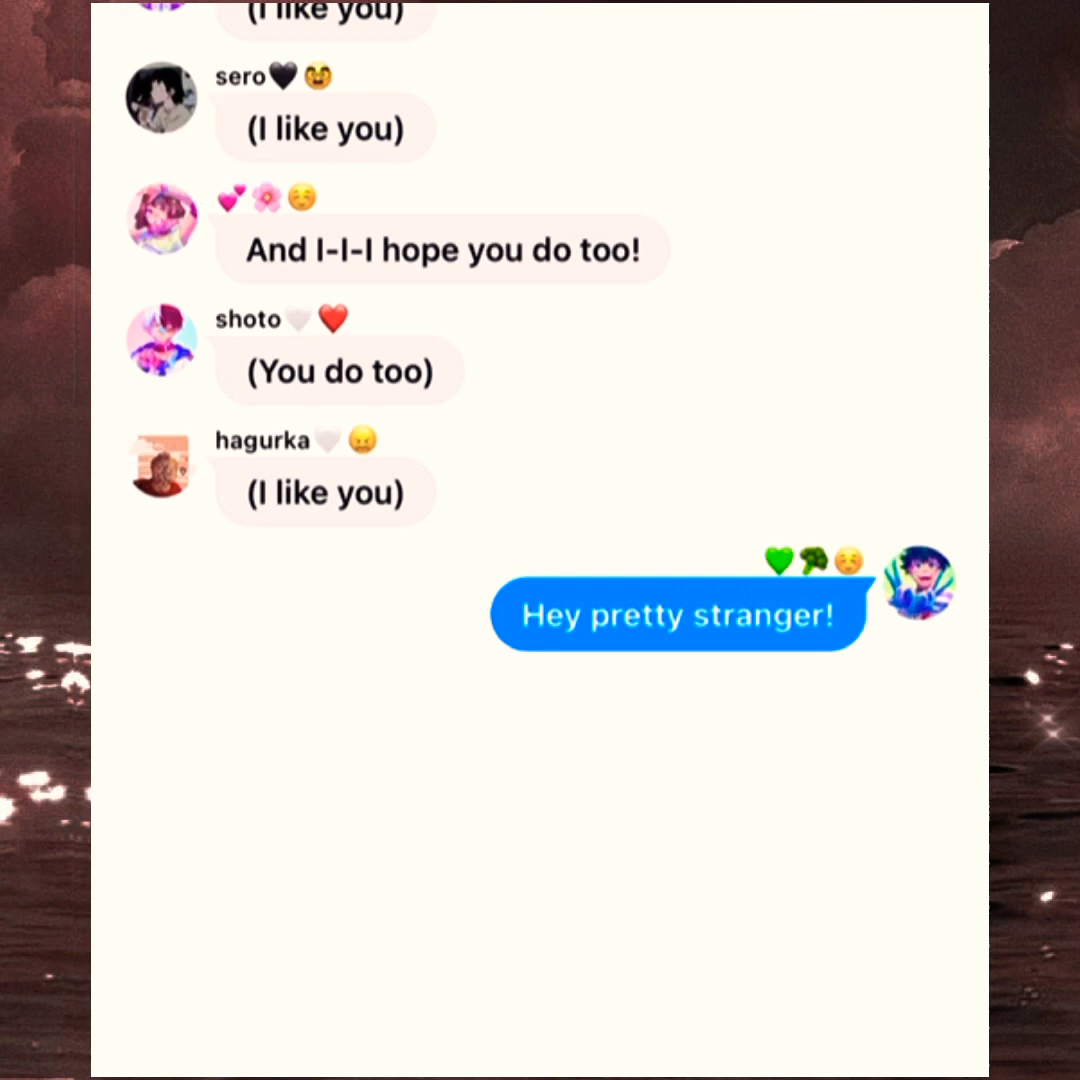 (I like you)
sero🖤🥸
(I like you)
💕🌸☺️
And I-I-I hope you do too!
shoto🤍❤️
(You do too)
hagurka🤍😠
(I like you)
💚🥦☺️
Hey pretty stranger!